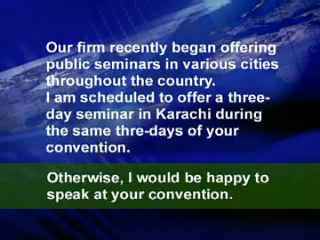 Our firm recently began offering
public seminars in various cities
throughout the country.
I am scheduled to offer a three-
day seminar in Karachi during
the same thre-days of your
convention.
Otherwise, I would be happy to
speak at your convention.